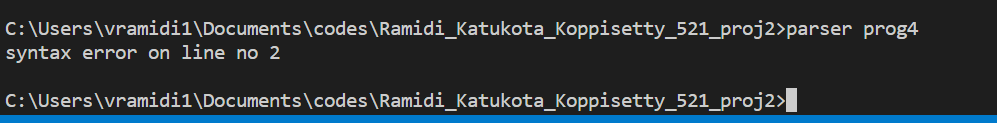 C:\Users\vramidi1\Documents\codes\Ramidi_Katukota_Koppisetty_521_proj2>parser prog4
syntax error on line no 2
C:\Users\vramidi1\Documents\codes\Ramidi_Katukota_Koppisetty_521_proj2>